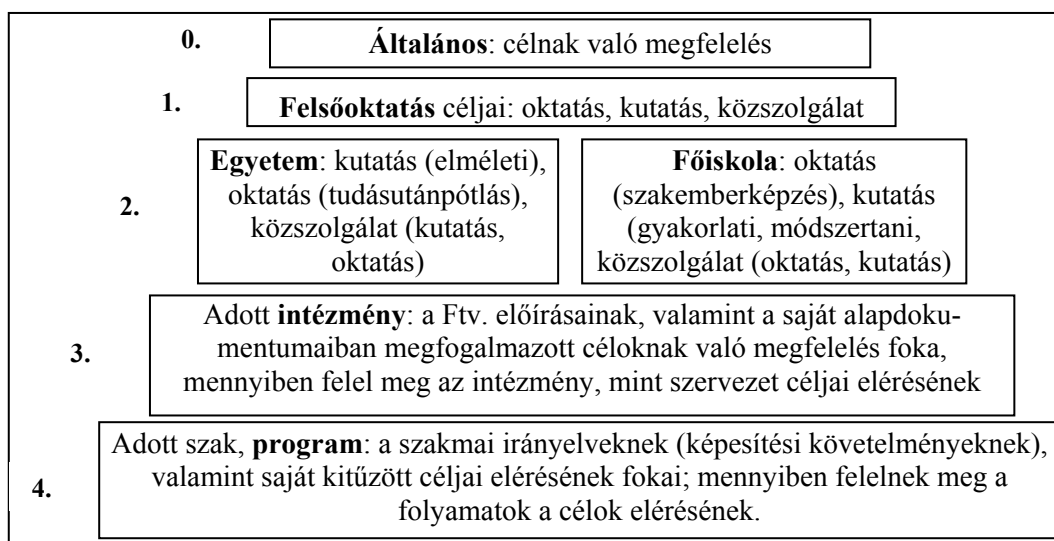 0.
Általános: célnak való megfelelés
1.
Felsőoktatás céljai: oktatás, kutatás, közszolgálat
2.
Egyetem: kutatás (elméleti),
oktatás (tudásutánpótlás),
közszolgálat (kutatás,
oktatás)
Főiskola: oktatás
(szakemberképzés), kutatás
(gyakorlati, módszertani,
közszolgálat (oktatás, kutatás)
3.
Adott intézmény: a Ftv. előírásainak, valamint a saját alapdoku-
mentumaiban megfogalmazott céloknak való megfelelés foka,
mennyiben felel meg az intézmény, mint szervezet céljai elérésének
4.
Adott szak, program: a szakmai irányelveknek (képesítési követelményeknek),
valamint saját kitűzött céljai elérésének fokai; mennyiben felelnek meg a
folyamatok a célok elérésének.